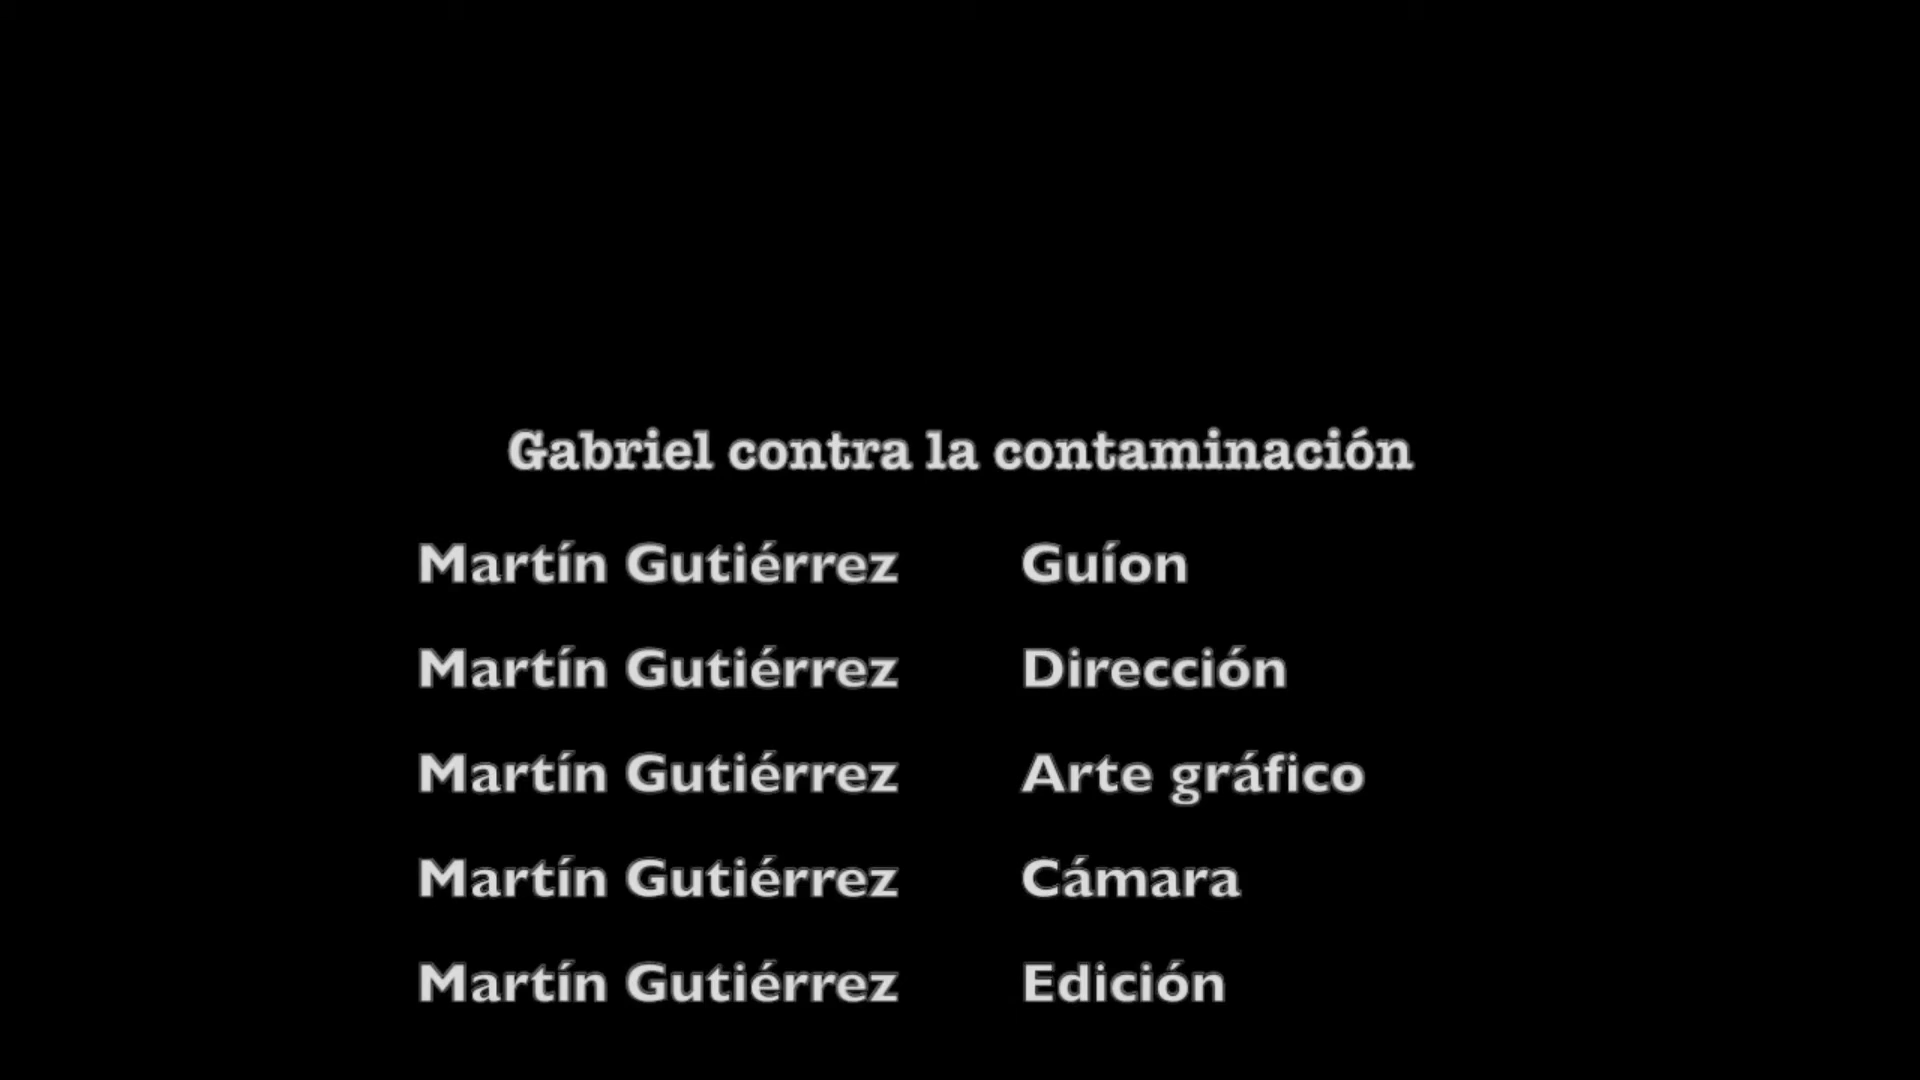 Gabriel contra la contaminación
Martín Gutiérrez Guíon
Martín Gutiérrez Dirección
Martín Gutiérrez Arte gráfico
Martín Gutiérrez Cámara
Martín Gutiérrez Edición